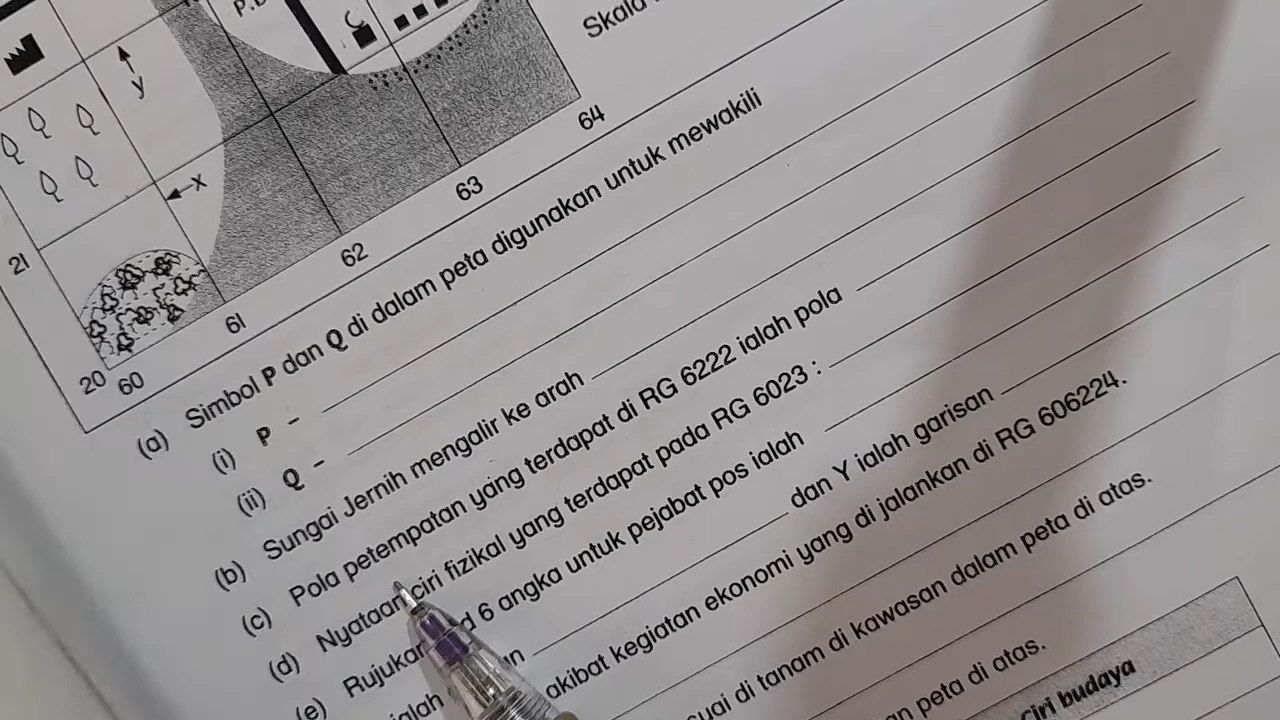 Skala
y
x
64
63
62
21
61
20
60
(a) Simbol P dan Q di dalam peta digunakan untuk mewakili
(i) P -
(ii) Q -
(b) Sungai Jernih mengalir ke arah
(c) Pola petempatan yang terdapat di RG 6222 ialah pola
(d) Nyataan ciri fizikal yang terdapat pada RG 6023 :
(e) Rujukan 6 angka untuk pejabat pos ialah
ialah dan Y ialah garisan
akibat kegiatan ekonomi yang di jalankan di RG 606224.
di tanam di kawasan dalam peta di atas.
peta di atas.
Ciri budaya